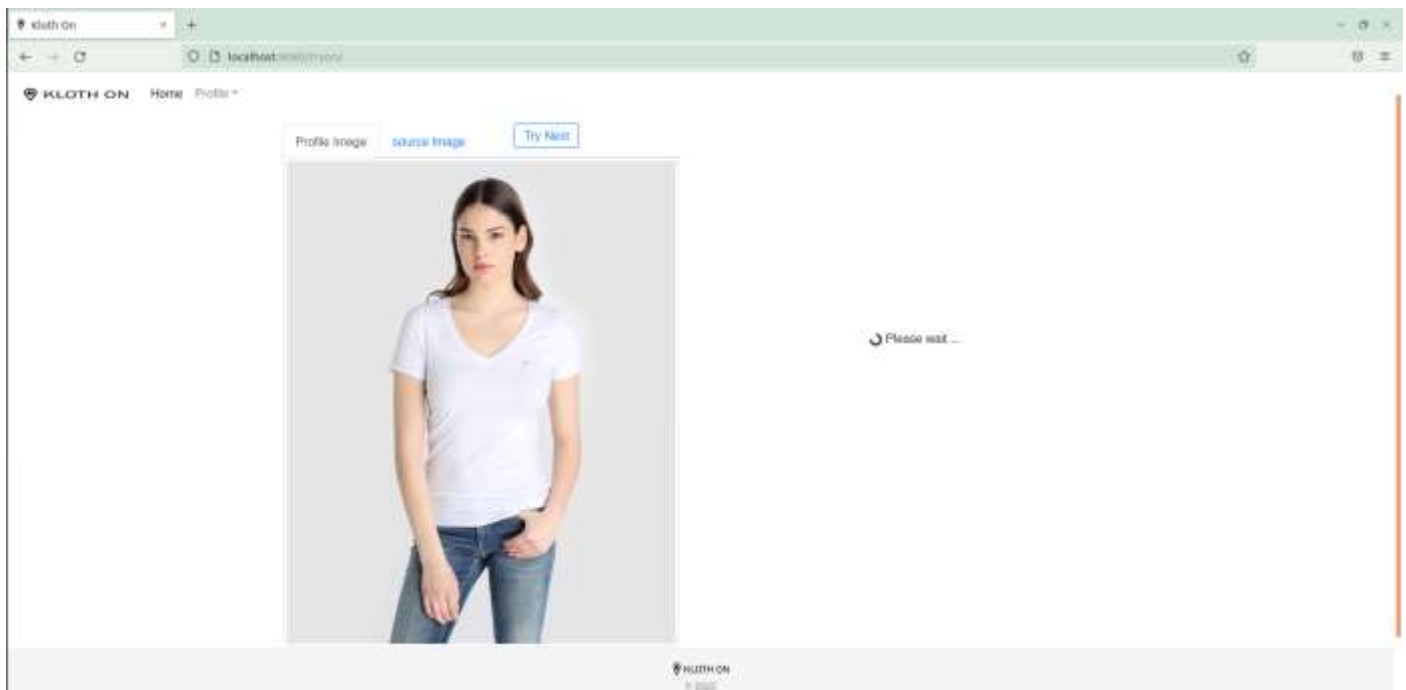 Kloth On
localhost
KLOTH ON Home Profile
Profile Image source Image Try Next
Please wait ...
KLOTH ON